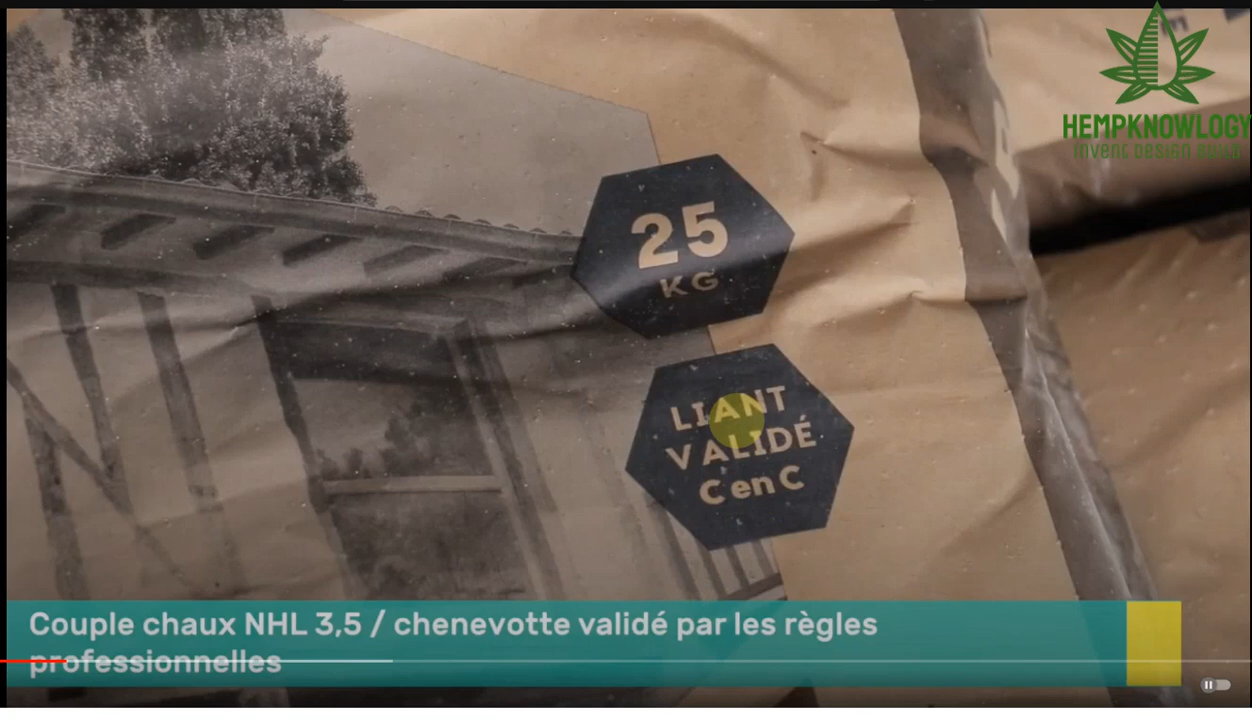 HEMPKNOWLOGY
Invent Design Build
25
KG
LIANT
VALIDÉ
C en C
Couple chaux NHL 3,5 / chenevotte validé par les règles
professionnelles